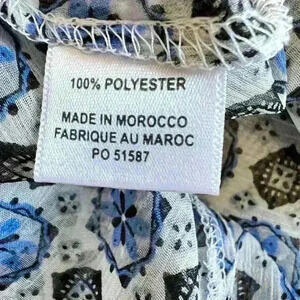 100% POLYESTER
MADE IN MOROCCO
FABRIQUE AU MAROC
PO 51587